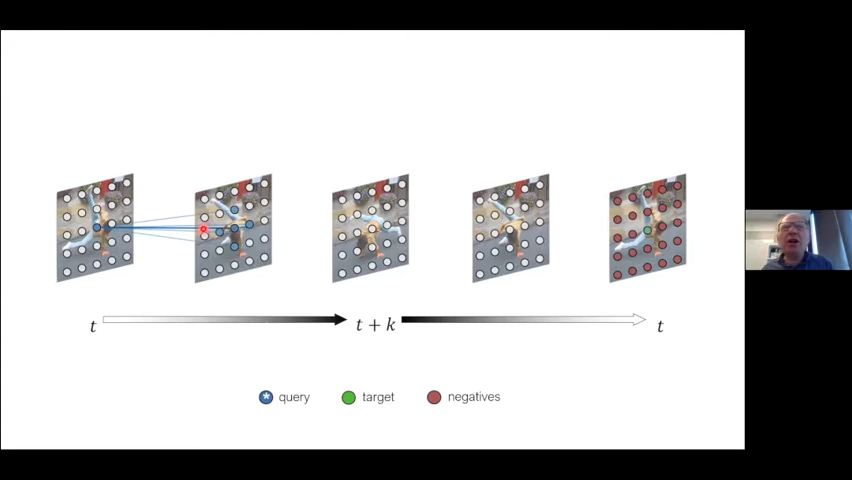 t t + k t
* query target negatives